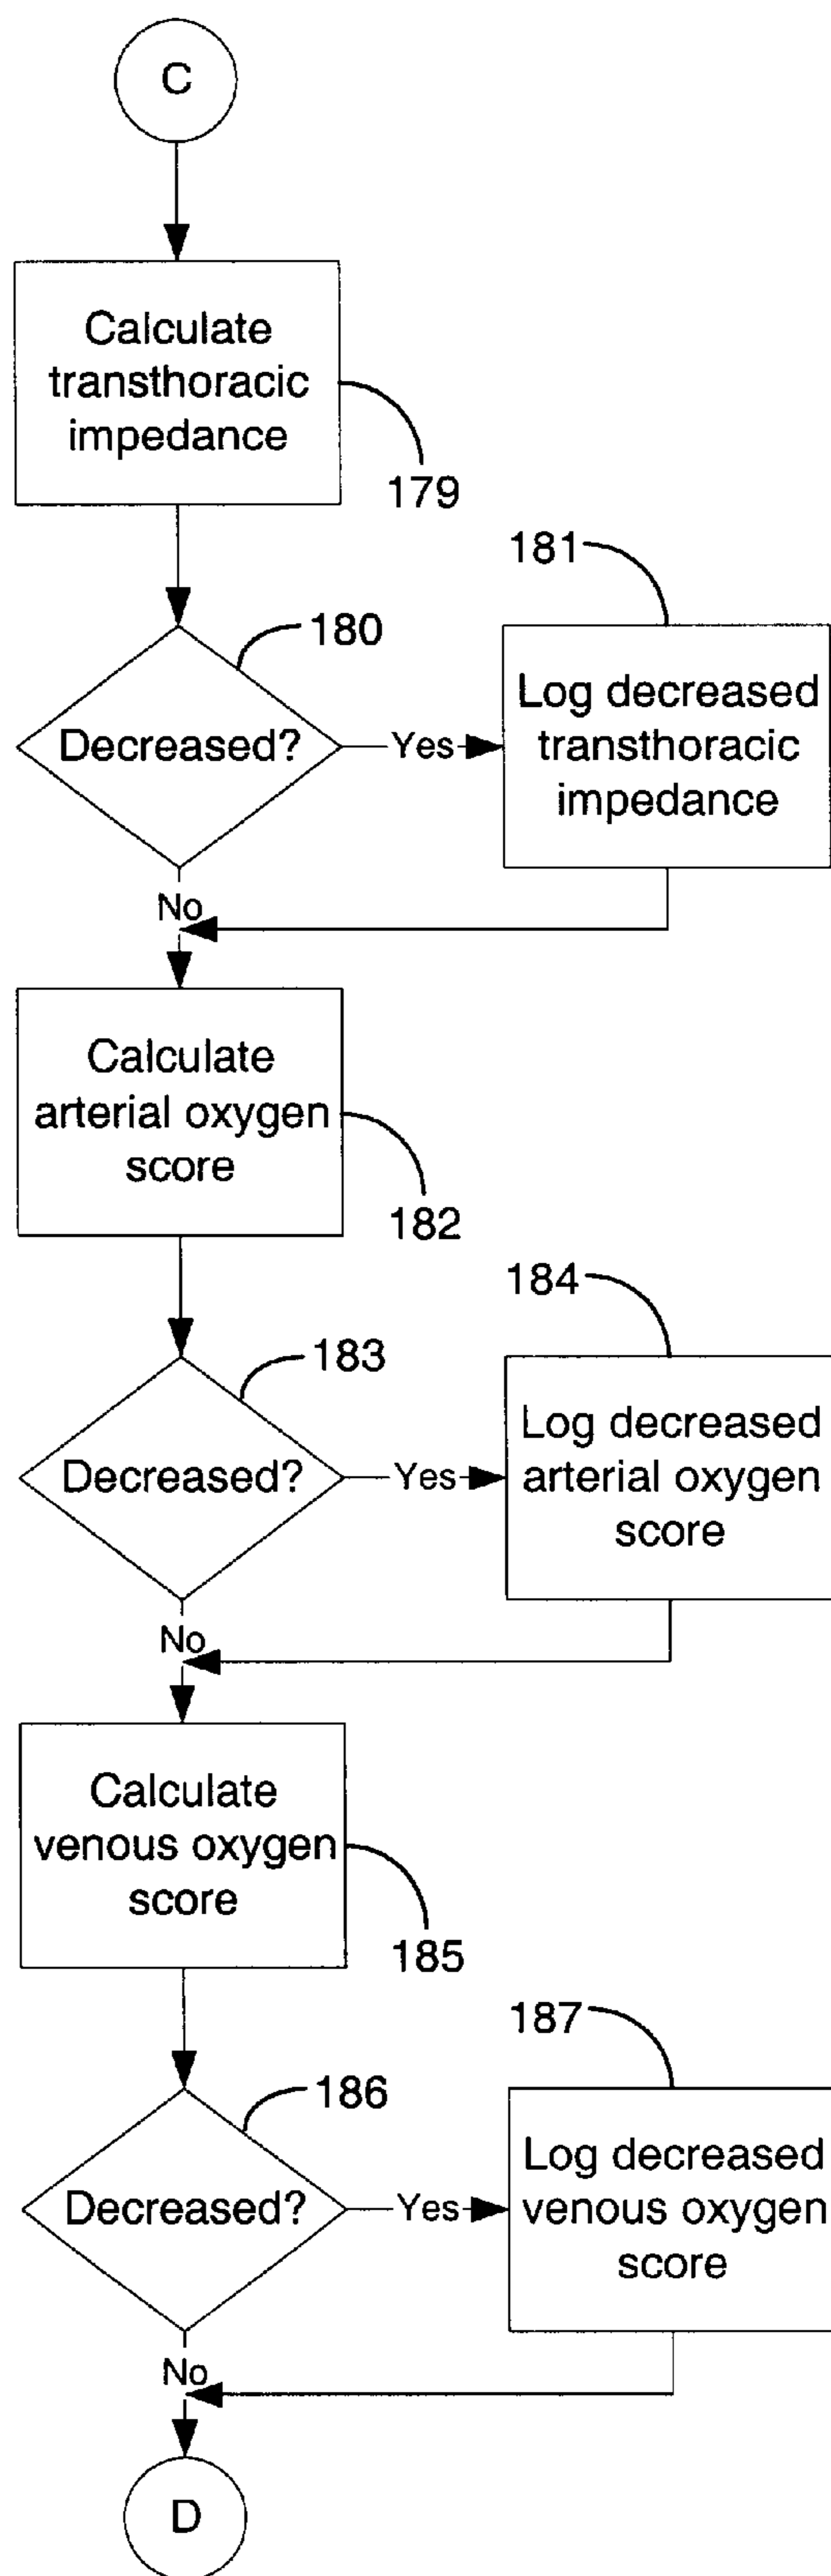 C
Calculate
transthoracic
impedance
179
180
Decreased?
Yes
181
Log decreased
transthoracic
impedance
No
Calculate
arterial oxygen
score
182
183
Decreased?
Yes
184
Log decreased
arterial oxygen
score
No
Calculate
venous oxygen
score
185
186
Decreased?
Yes
187
Log decreased
venous oxygen
score
No
D